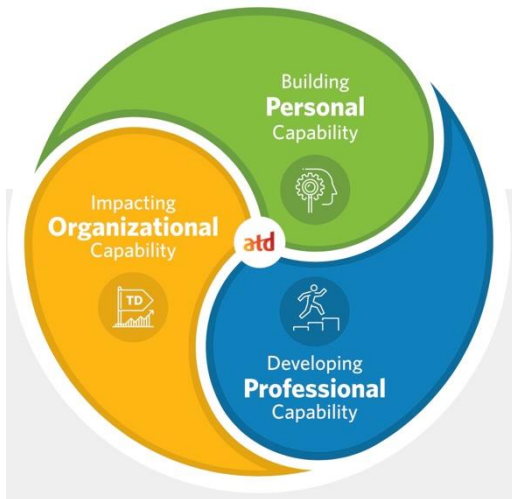 Building
Personal
Capability
Impacting
Organizational
Capability
atd
TD
Developing
Professional
Capability